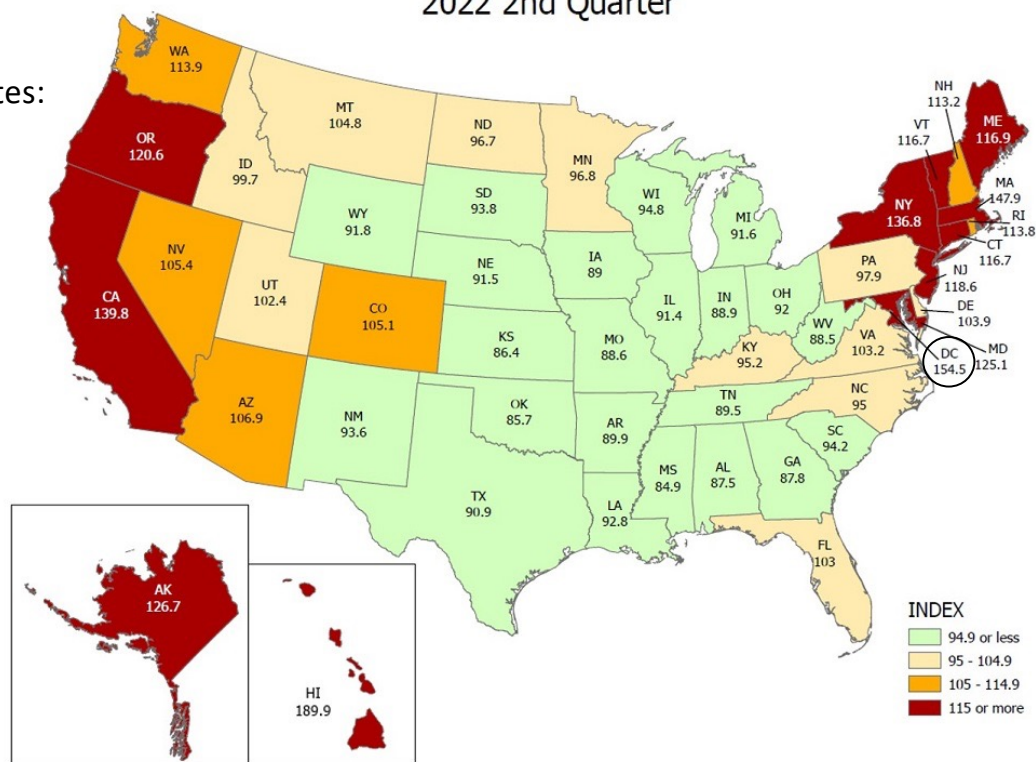 2022 2nd Quarter
tes:
WA
113.9
OR
120.6
ID
99.7
MT
104.8
ND
96.7
MN
96.8
SD
93.8
WY
91.8
WI
94.8
MI
91.6
NH
113.2
VT
116.7
ME
116.9
MA
147.9
RI
113.8
CT
116.7
NY
136.8
NV
105.4
CA
139.8
UT
102.4
CO
105.1
NE
91.5
IA
89
IL
91.4
IN
88.9
OH
92
PA
97.9
NJ
118.6
DE
103.9
MD
125.1
DC
154.5
WV
88.5
VA
103.2
KS
86.4
MO
88.6
KY
95.2
AZ
106.9
NM
93.6
OK
85.7
AR
89.9
TN
89.5
NC
95
SC
94.2
TX
90.9
LA
92.8
MS
84.9
AL
87.5
GA
87.8
FL
103
AK
126.7
HI
189.9
INDEX
94.9 or less
95 - 104.9
105 - 114.9
115 or more